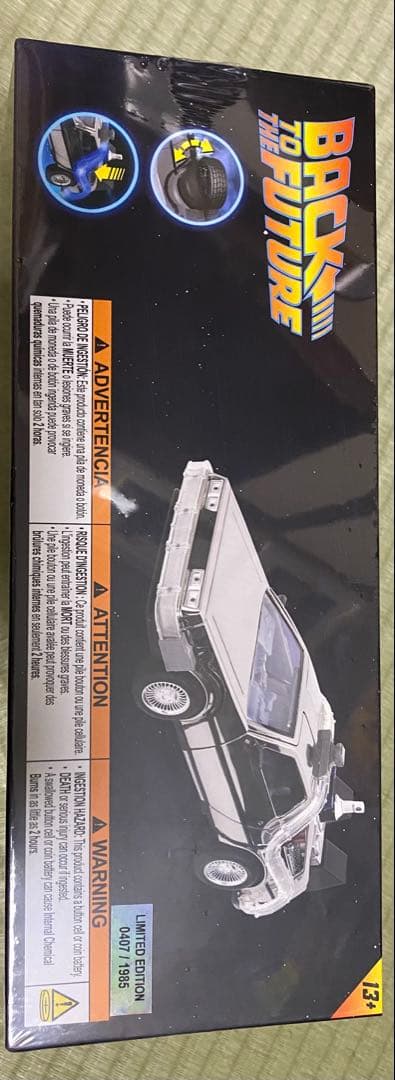 BACK
TO THE
FUTURE
13+
LIMITED EDITION
0407 / 1985
ADVERTENCIA
• PELIGRO DE INGESTIÓN: Este producto contiene una pila de moneda o botón.
• Puede ocurrir la MUERTE o lesiones graves si se ingiere.
• Una pila de moneda o de botón ingerida puede provocar
quemaduras químicas internas en tan solo 2 horas.
ATTENTION
• RISQUE D'INGESTION : Ce produit contient une pile bouton ou une pile cellulaire.
• L'ingestion peut entraîner la MORT ou des blessures graves.
• Une pile bouton ou une pile cellulaire avalée peut provoquer des
brûlures chimiques internes en seulement 2 heures.
WARNING
• INGESTION HAZARD: This product contains a button cell or coin battery.
• DEATH or serious injury can occur if ingested.
• A swallowed button cell or coin battery can cause Internal Chemical
Burns in as little as 2 hours.